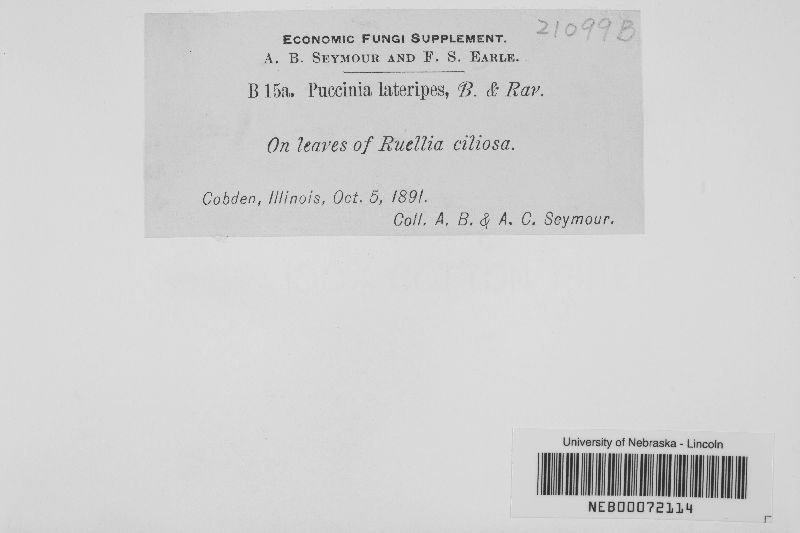 21099B
ECONOMIC FUNGI SUPPLEMENT.
A. B. SEYMOUR AND F. S. EARLE.
B 15a. Puccinia lateripes, B. & Rav.
On leaves of Ruellia ciliosa.
Cobden, Illinois, Oct. 5, 1891.
Coll. A. B. & A. C. Seymour.
University of Nebraska - Lincoln
NEB00072114